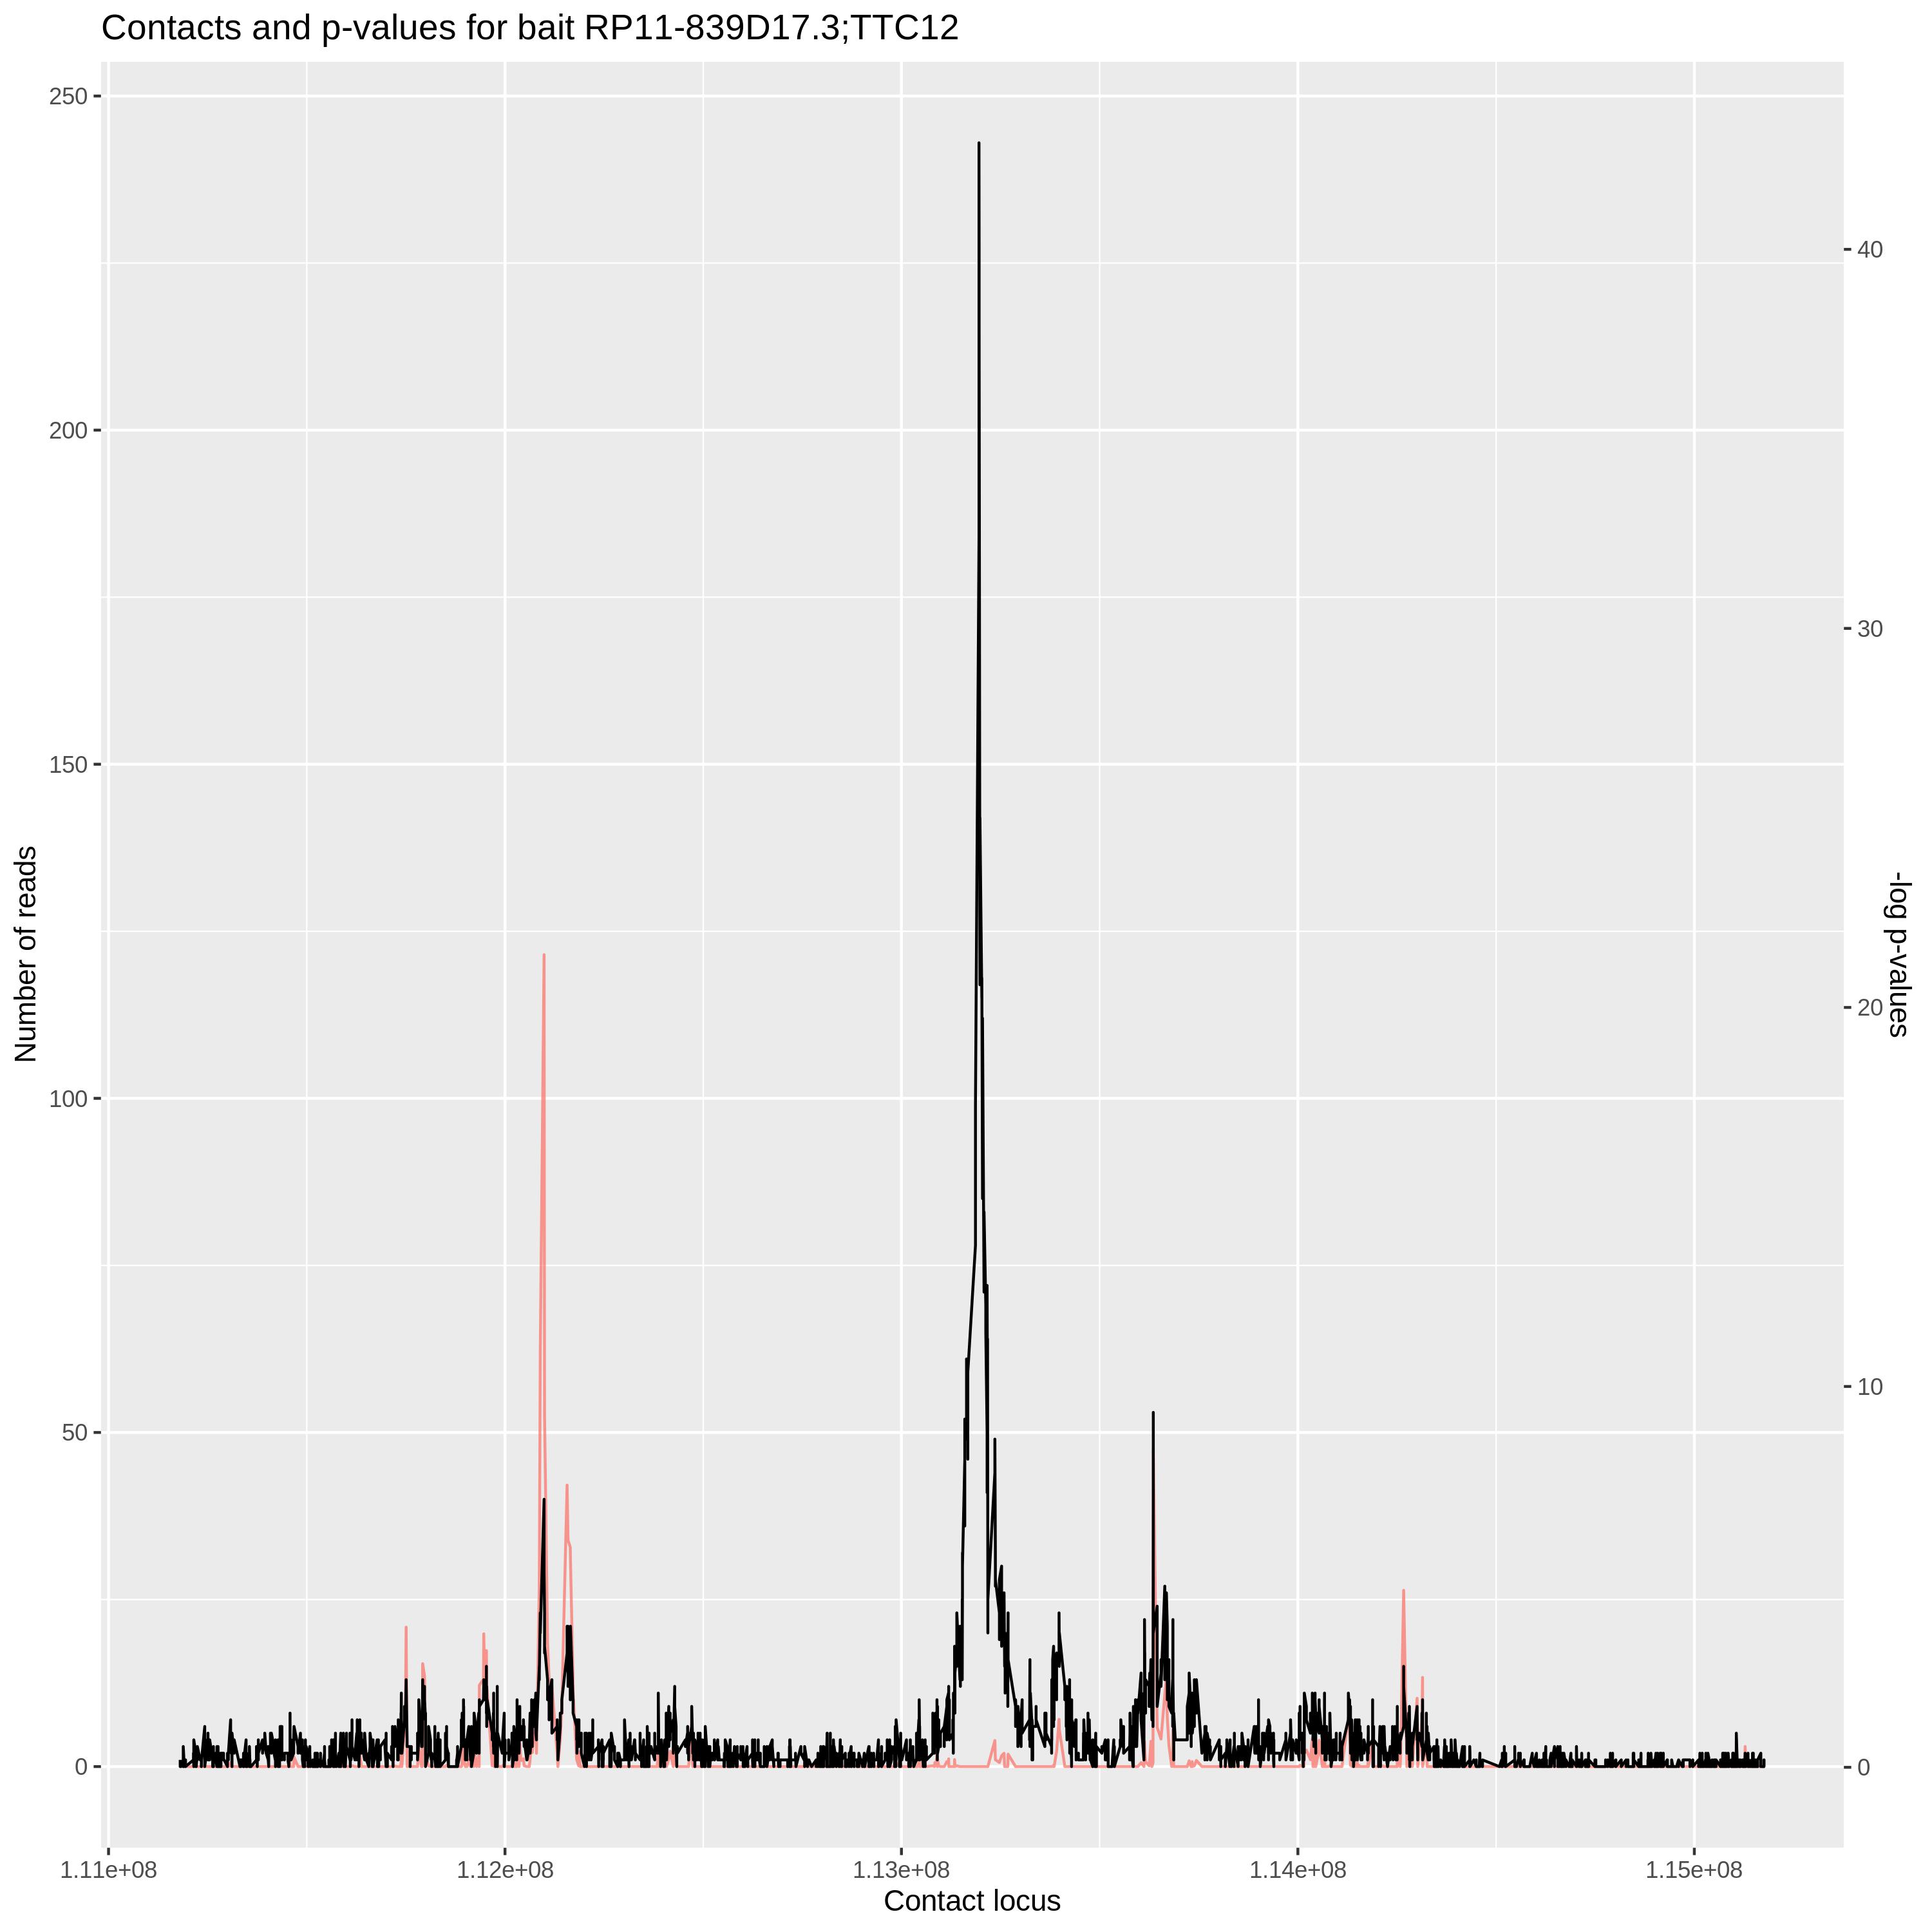 Contacts and p-values for bait RP11-839D17.3;TTC12
250
200
150
100
50
0
Number of reads
40
30
20
10
0
-log p-values
1.11e+08
1.12e+08
1.13e+08
1.14e+08
1.15e+08
Contact locus